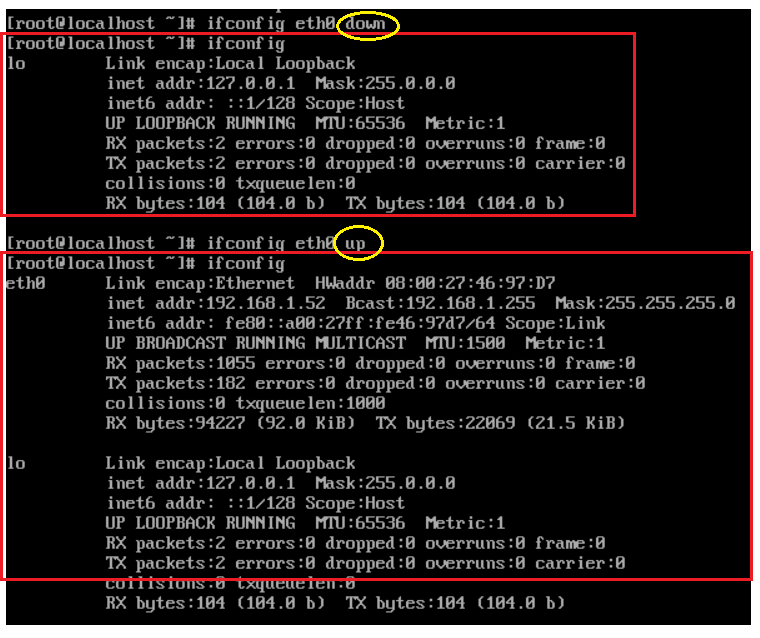 [root@localhost ~]# ifconfig eth0 down
[root@localhost ~]# ifconfig
lo        Link encap:Local Loopback
          inet addr:127.0.0.1  Mask:255.0.0.0
          inet6 addr: ::1/128 Scope:Host
          UP LOOPBACK RUNNING  MTU:65536  Metric:1
          RX packets:2 errors:0 dropped:0 overruns:0 frame:0
          TX packets:2 errors:0 dropped:0 overruns:0 carrier:0
          collisions:0 txqueuelen:0
          RX bytes:104 (104.0 b)  TX bytes:104 (104.0 b)
[root@localhost ~]# ifconfig eth0 up
[root@localhost ~]# ifconfig
eth0      Link encap:Ethernet  HWaddr 08:00:27:46:97:D7
          inet addr:192.168.1.52  Bcast:192.168.1.255  Mask:255.255.255.0
          inet6 addr: fe80::a00:27ff:fe46:97d7/64 Scope:Link
          UP BROADCAST RUNNING MULTICAST  MTU:1500  Metric:1
          RX packets:1055 errors:0 dropped:0 overruns:0 frame:0
          TX packets:182 errors:0 dropped:0 overruns:0 carrier:0
          collisions:0 txqueuelen:1000
          RX bytes:94227 (92.0 KiB)  TX bytes:22069 (21.5 KiB)
lo        Link encap:Local Loopback
          inet addr:127.0.0.1  Mask:255.0.0.0
          inet6 addr: ::1/128 Scope:Host
          UP LOOPBACK RUNNING  MTU:65536  Metric:1
          RX packets:2 errors:0 dropped:0 overruns:0 frame:0
          TX packets:2 errors:0 dropped:0 overruns:0 carrier:0
          collisions:0 txqueuelen:0
          RX bytes:104 (104.0 b)  TX bytes:104 (104.0 b)